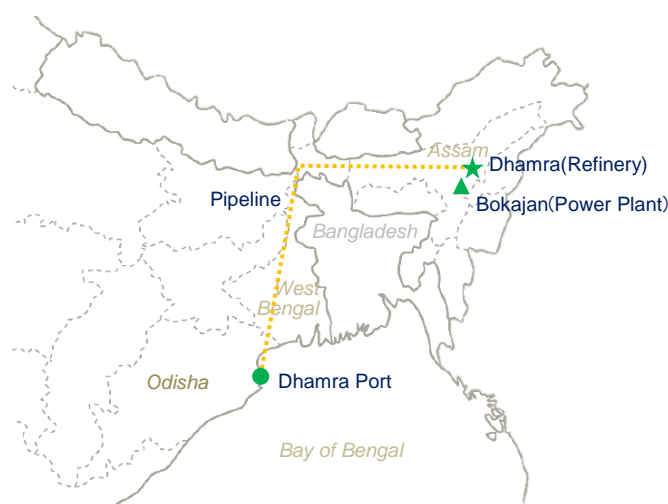 Assam
Dhamra(Refinery)
Pipeline
Bokajan(Power Plant)
Bangladesh
West
Bengal
Odisha
Dhamra Port
Bay of Bengal